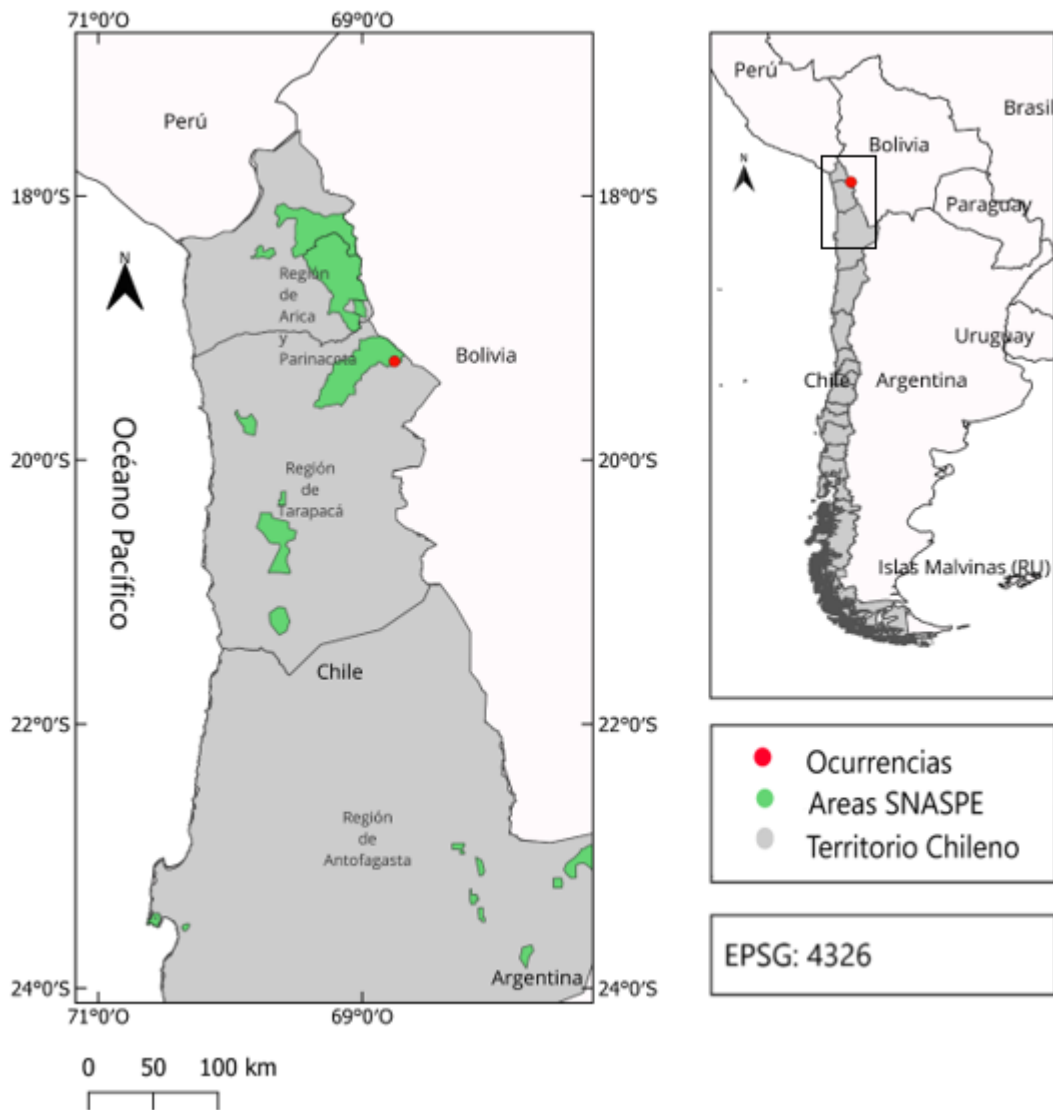 71°0'O
69°0'O
Perú
18°0'S
18°0'S
N
Región
de
Arica
y
Parinacota
Bolivia
Océano Pacífico
20°0'S
20°0'S
Región
de
Tarapacá
Chile
22°0'S
22°0'S
Región
de
Antofagasta
24°0'S
Argentina
24°0'S
71°0'O
69°0'O
0 50 100 km
Perú
Brasil
Bolivia
N
Paraguay
Uruguay
Chile
Argentina
Islas Malvinas (RU)
Ocurrencias
Areas SNASPE
Territorio Chileno
EPSG: 4326